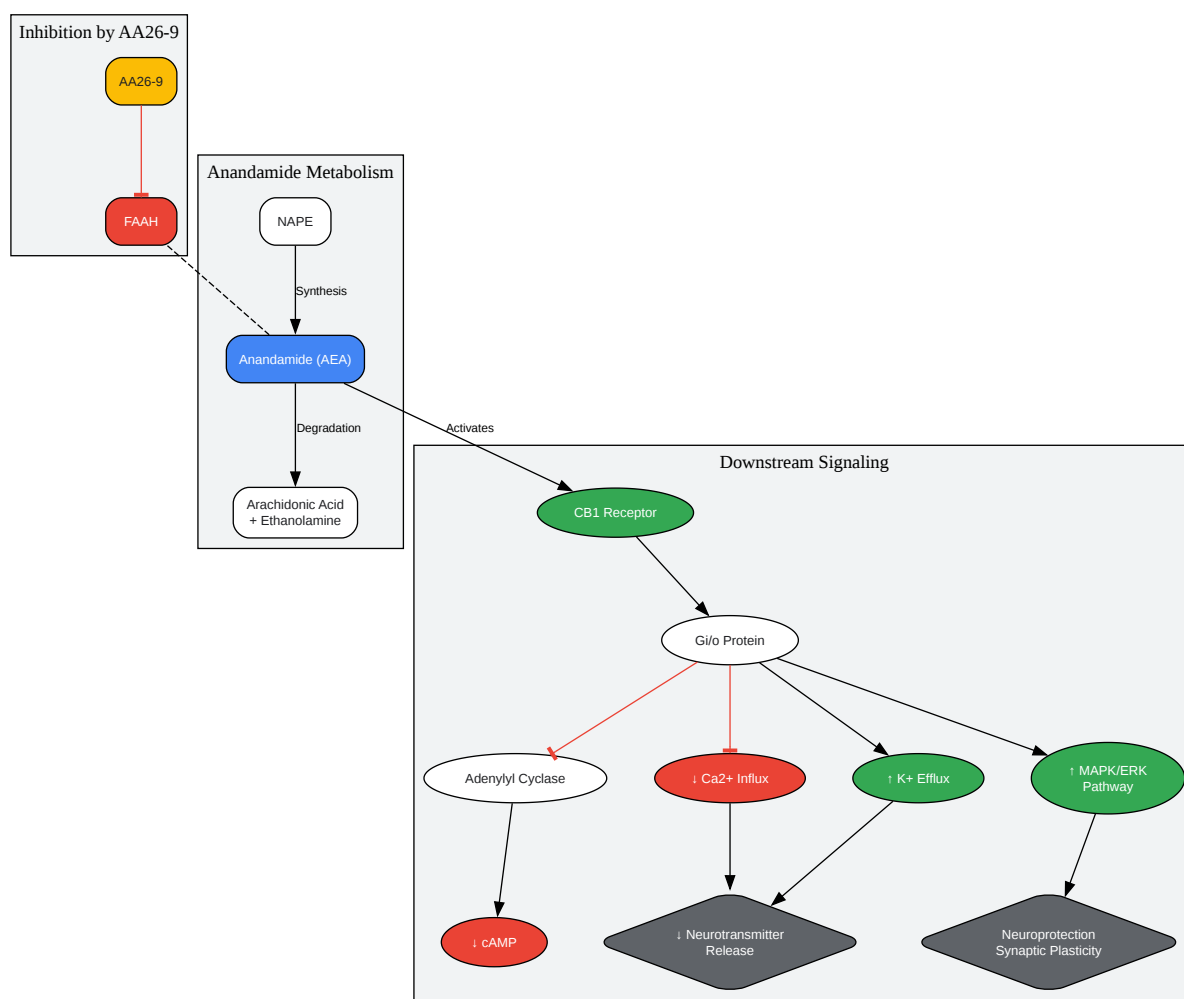 Inhibition by AA26-9
AA26-9
FAAH
Anandamide Metabolism
NAPE
Synthesis
Anandamide (AEA)
Degradation
Activates
Arachidonic Acid
+ Ethanolamine
Downstream Signaling
CB1 Receptor
Gi/o Protein
Adenylyl Cyclase
↓ Ca2+ Influx
↑ K+ Efflux
↑ MAPK/ERK
Pathway
↓ cAMP
↓ Neurotransmitter
Release
Neuroprotection
Synaptic Plasticity